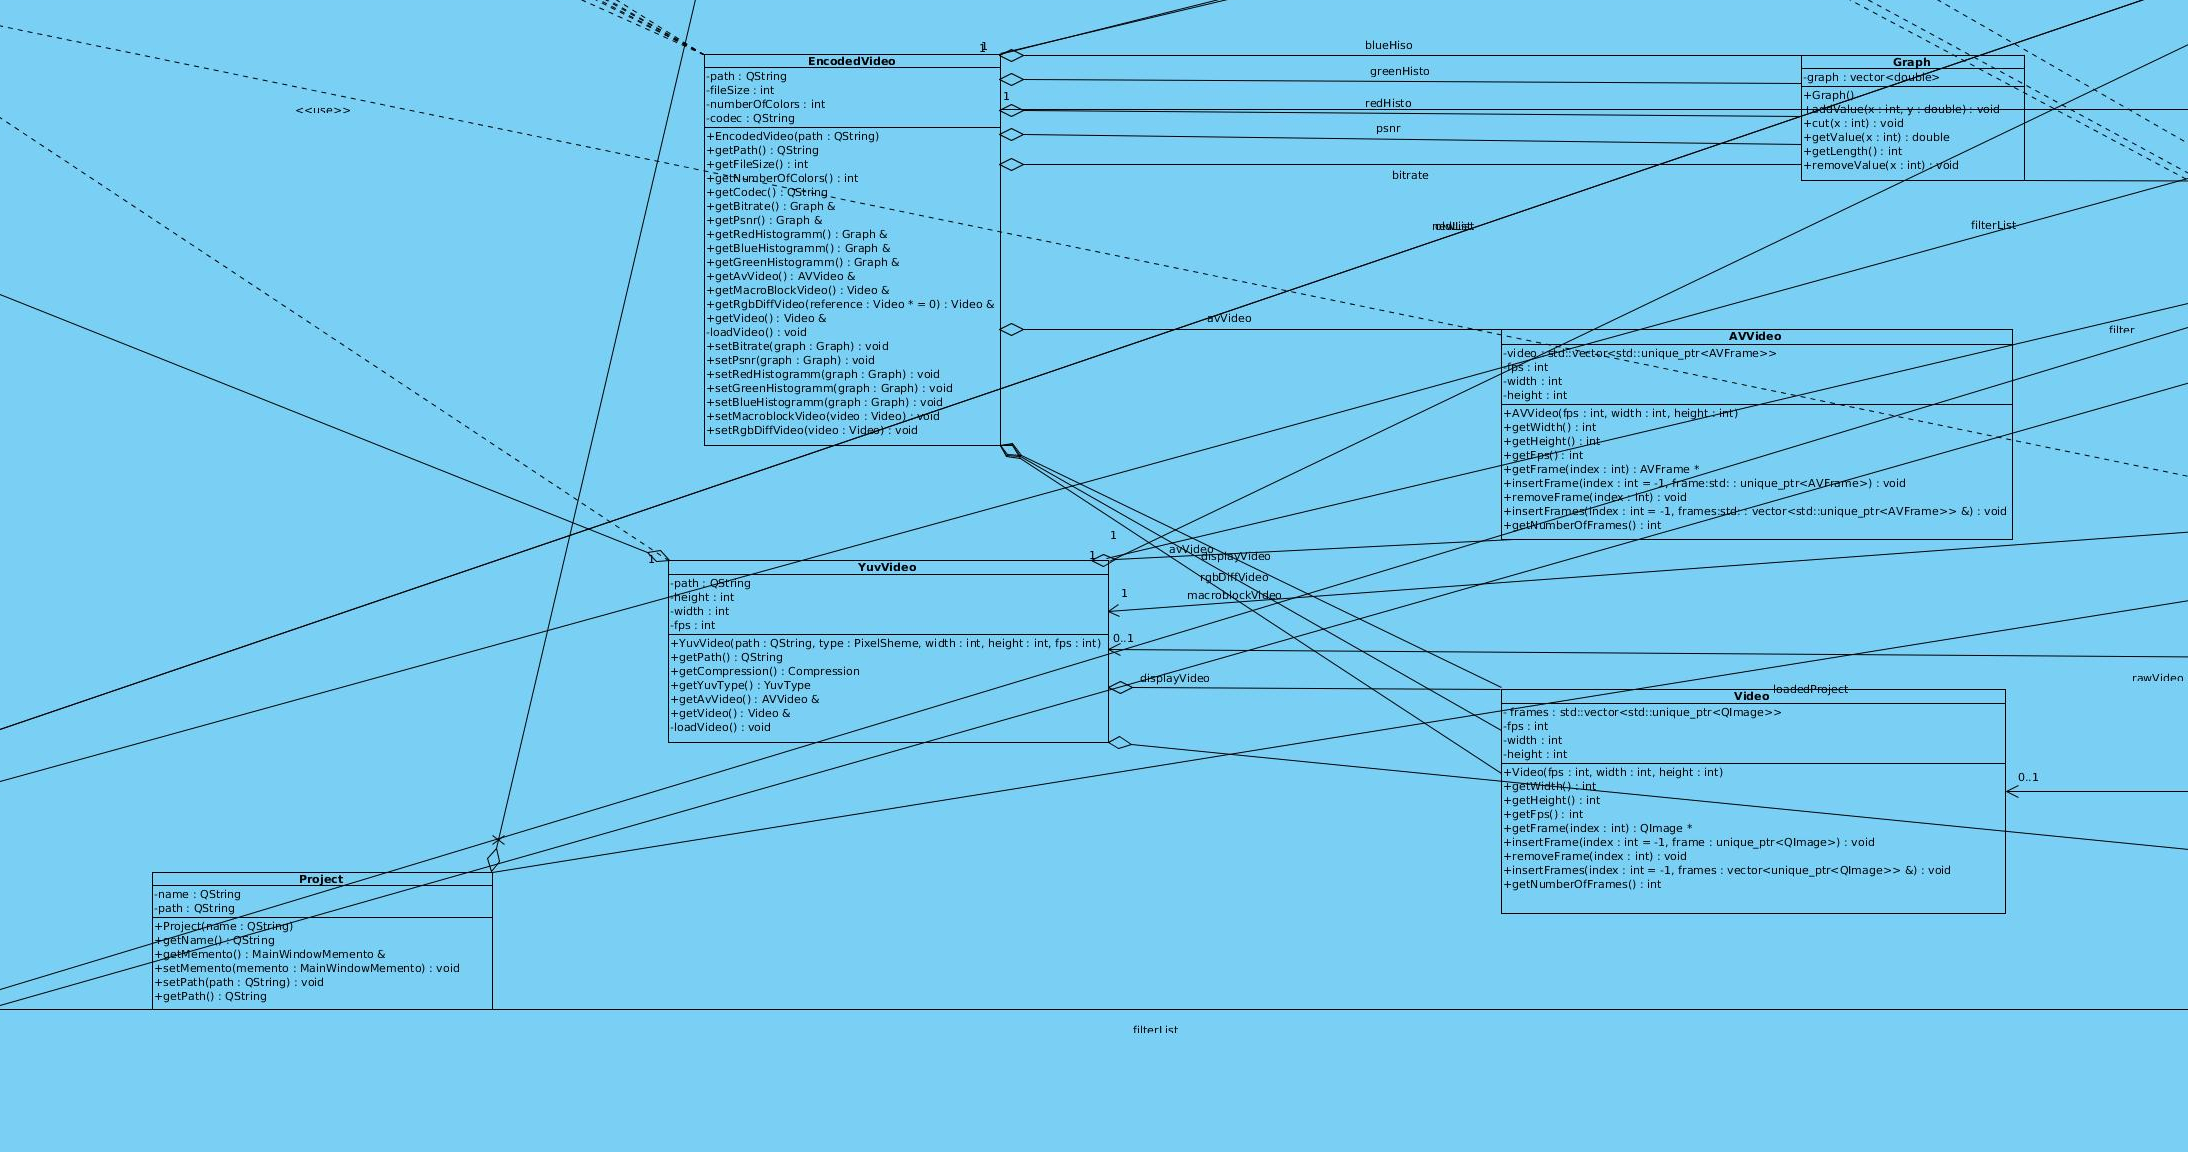 <<use>>
1
1
blueHiso
greenHisto
1
redHisto
psnr
bitrate
EncodedVideo
-path : QString
-fileSize : int
-numberOfColors : int
-codec : QString
+EncodedVideo(path : QString)
+getPath() : QString
+getFileSize() : int
+getNumberOfColors() : int
+getCodec() : QString
+getBitrate() : Graph &
+getPsnr() : Graph &
+getRedHistogramm() : Graph &
+getBlueHistogramm() : Graph &
+getGreenHistogramm() : Graph &
+getAvVideo() : AVVideo &
+getMacroBlockVideo() : Video &
+getRgbDiffVideo(reference : Video * = 0) : Video &
+getVideo() : Video &
-loadVideo() : void
+setBitrate(graph : Graph) : void
+setPsnr(graph : Graph) : void
+setRedHistogramm(graph : Graph) : void
+setGreenHistogramm(graph : Graph) : void
+setBlueHistogramm(graph : Graph) : void
+setMacroblockVideo(video : Video) : void
+setRgbDiffVideo(video : Video) : void
Graph
-graph : vector<double>
+Graph()
+addValue(x : int, y : double) : void
+cut(x : int) : void
+getValue(x : int) : double
+getLength() : int
+removeValue(x : int) : void
filterList
avVideo
filter
AVVideo
-video : std::vector<std::unique_ptr<AVFrame>>
-fps : int
-width : int
-height : int
+AVVideo(fps : int, width : int, height : int)
+getWidth() : int
+getHeight() : int
+getFps() : int
+getFrame(index : int) : AVFrame *
+insertFrame(index : int = -1, frame:std: : unique_ptr<AVFrame>) : void
+removeFrame(index : int) : void
+insertFrames(index : int = -1, frames:std: : vector<std::unique_ptr<AVFrame>> &) : void
+getNumberOfFrames() : int
1
1
1
avVideo
displayVideo
rgbDiffVideo
macroblockVideo
1
0..1
displayVideo
YuvVideo
-path : QString
-height : int
-width : int
-fps : int
+YuvVideo(path : QString, type : PixelSheme, width : int, height : int, fps : int)
+getPath() : QString
+getCompression() : Compression
+getYuvType() : YuvType
+getAvVideo() : AVVideo &
+getVideo() : Video &
-loadVideo() : void
rawVideo
loadedProject
Video
- frames : std::vector<std::unique_ptr<QImage>>
-fps : int
-width : int
-height : int
+Video(fps : int, width : int, height : int)
+getWidth() : int
+getHeight() : int
+getFps() : int
+getFrame(index : int) : QImage *
+insertFrame(index : int = -1, frame : unique_ptr<QImage>) : void
+removeFrame(index : int) : void
+insertFrames(index : int = -1, frames : vector<unique_ptr<QImage>> &) : void
+getNumberOfFrames() : int
0..1
Project
-name : QString
-path : QString
+Project(name : QString)
+getName() : QString
+getMemento() : MainWindowMemento &
+setMemento(memento : MainWindowMemento) : void
+setPath(path : QString) : void
+getPath() : QString
filterList